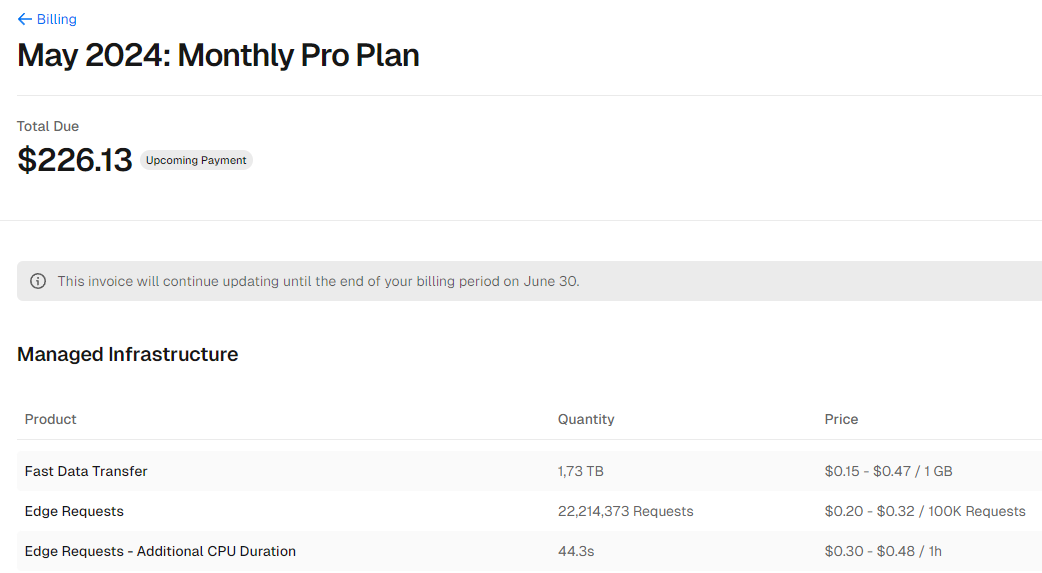 ← Billing
May 2024: Monthly Pro Plan
Total Due
$226.13 Upcoming Payment
This invoice will continue updating until the end of your billing period on June 30.
Managed Infrastructure
Product Quantity Price
Fast Data Transfer 1,73 TB $0.15 - $0.47 / 1 GB
Edge Requests 22,214,373 Requests $0.20 - $0.32 / 100K Requests
Edge Requests - Additional CPU Duration 44.3s $0.30 - $0.48 / 1h